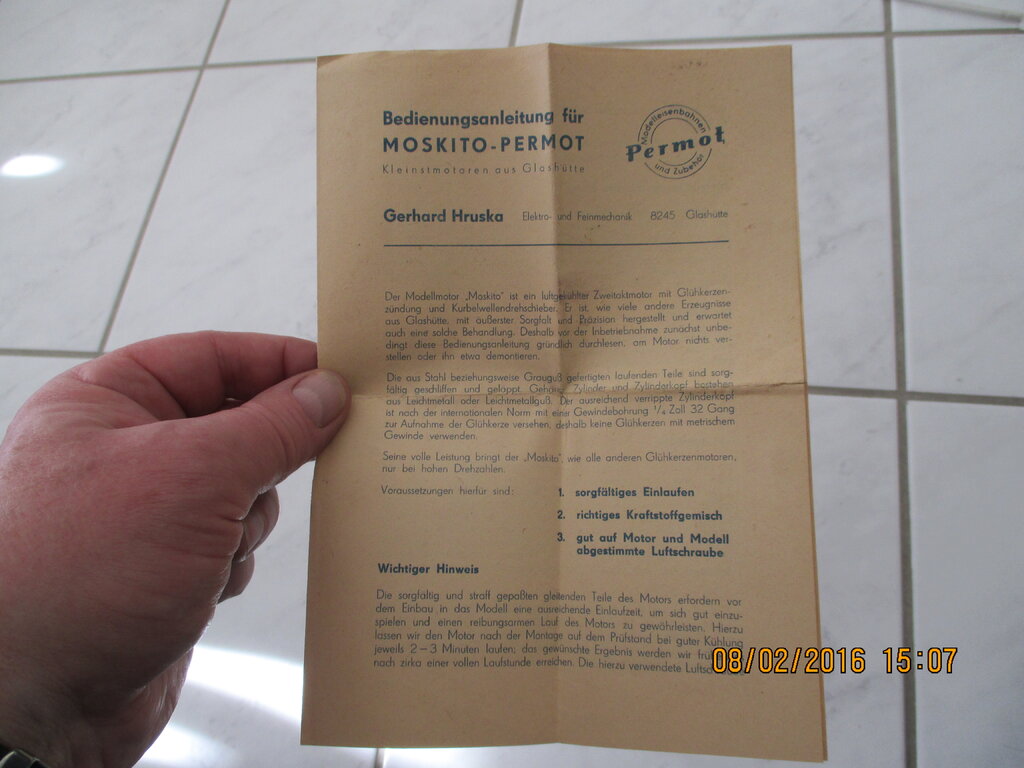 Bedienungsanleitung für
MOSKITO-PERMOT
Kleinstmotoren aus Glashütte
Modelleisenbahnen
Permot
und Zubehör
Gerhard Hruska Elektro- und Feinmechanik 8245 Glashütte
Der Modellmotor „Moskito" ist ein luftgekühlter Zweitaktmotor mit Glühkerzen-
zündung und Kurbelwellendrehschieber. Er ist, wie viele andere Erzeugnisse
aus Glashütte, mit äußerster Sorgfalt und Präzision hergestellt und erwartet
auch eine solche Behandlung. Deshalb vor der Inbetriebnahme zunächst unbe-
dingt diese Bedienungsanleitung gründlich durchlesen, am Motor nichts ver-
stellen oder ihn etwa demontieren.
Die aus Stahl beziehungsweise Grauguß gefertigten laufenden Teile sind sorg-
fältig geschliffen und geläppt. Gehäuse, Zylinder und Zylinderkopf bestehen
aus Leichtmetall oder Leichtmetallguß. Der ausreichend verrippte Zylinderkopf
ist nach der internationalen Norm mit einer Gewindebohrung 1/4 Zoll 32 Gang
zur Aufnahme der Glühkerze versehen, deshalb keine Glühkerzen mit metrischem
Gewinde verwenden.
Seine volle Leistung bringt der „Moskito", wie alle anderen Glühkerzenmotoren,
nur bei hohen Drehzahlen.
Voraussetzungen hierfür sind: 1. sorgfältiges Einlaufen
2. richtiges Kraftstoffgemisch
3. gut auf Motor und Modell
abgestimmte Luftschraube
Wichtiger Hinweis
Die sorgfältig und straff gepaßten gleitenden Teile des Motors erfordern vor
dem Einbau in das Modell eine ausreichende Einlaufzeit, um sich gut einzu-
spielen und einen reibungsarmen Lauf des Motors zu gewährleisten. Hierzu
lassen wir den Motor nach der Montage auf dem Prüfstand bei guter Kühlung
jeweils 2–3 Minuten laufen; das gewünschte Ergebnis werden wir
nach zirka einer vollen Laufstunde erreichen. Die hierzu verwendete
08/02/2016 15:07